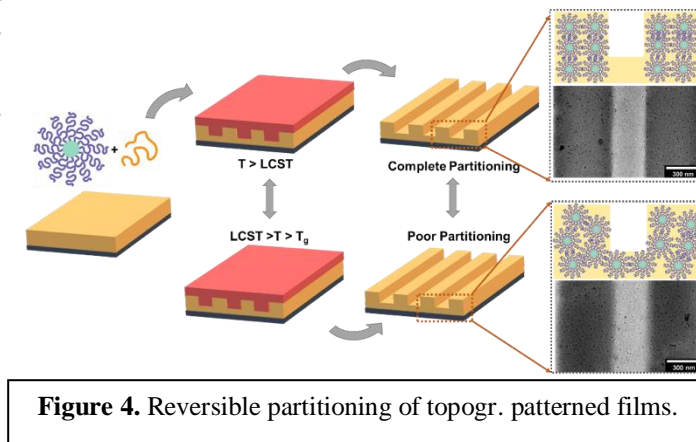 +
T > LCST
Complete Partitioning
300 nm
LCST >T > Tg
Poor Partitioning
300 nm
Figure 4. Reversible partitioning of topogr. patterned films.